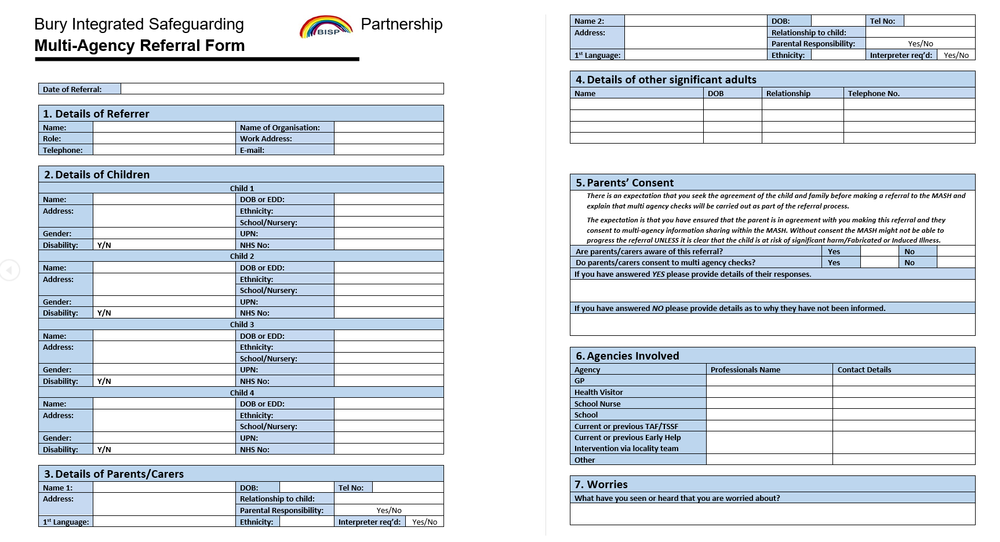 Bury Integrated Safeguarding BISP Partnership
Multi-Agency Referral Form
Date of Referral:
1. Details of Referrer
Name: Name of Organisation:
Role: Work Address:
Telephone: E-mail:
2. Details of Children
Child 1
Name: DOB or EDD:
Address: Ethnicity:
School/Nursery:
Gender: UPN:
Disability: Y/N NHS No:
Child 2
Name: DOB or EDD:
Address: Ethnicity:
School/Nursery:
Gender: UPN:
Disability: Y/N NHS No:
Child 3
Name: DOB or EDD:
Address: Ethnicity:
School/Nursery:
Gender: UPN:
Disability: Y/N NHS No:
Child 4
Name: DOB or EDD:
Address: Ethnicity:
School/Nursery:
Gender: UPN:
Disability: Y/N NHS No:
3. Details of Parents/Carers
Name 1: DOB: Tel No:
Address: Relationship to child:
Parental Responsibility: Yes/No
1st Language: Ethnicity: Interpreter req'd: Yes/No
Name 2: DOB: Tel No:
Address: Relationship to child:
Parental Responsibility: Yes/No
1st Language: Ethnicity: Interpreter req'd: Yes/No
4. Details of other significant adults
Name DOB Relationship Telephone No.
5. Parents' Consent
There is an expectation that you seek the agreement of the child and family before making a referral to the MASH and
explain that multi agency checks will be carried out as part of the referral process.
The expectation is that you have ensured that the parent is in agreement with you making this referral and they
consent to multi-agency information sharing within the MASH. Without consent the MASH might not be able to
progress the referral UNLESS it is clear that the child is at risk of significant harm/Fabricated or Induced Illness.
Are parents/carers aware of this referral? Yes No
Do parents/carers consent to multi agency checks? Yes No
If you have answered YES please provide details of their responses.
If you have answered NO please provide details as to why they have not been informed.
6. Agencies Involved
Agency Professionals Name Contact Details
GP
Health Visitor
School Nurse
School
Current or previous TAF/TSSF
Current or previous Early Help
Intervention via locality team
Other
7. Worries
What have you seen or heard that you are worried about?